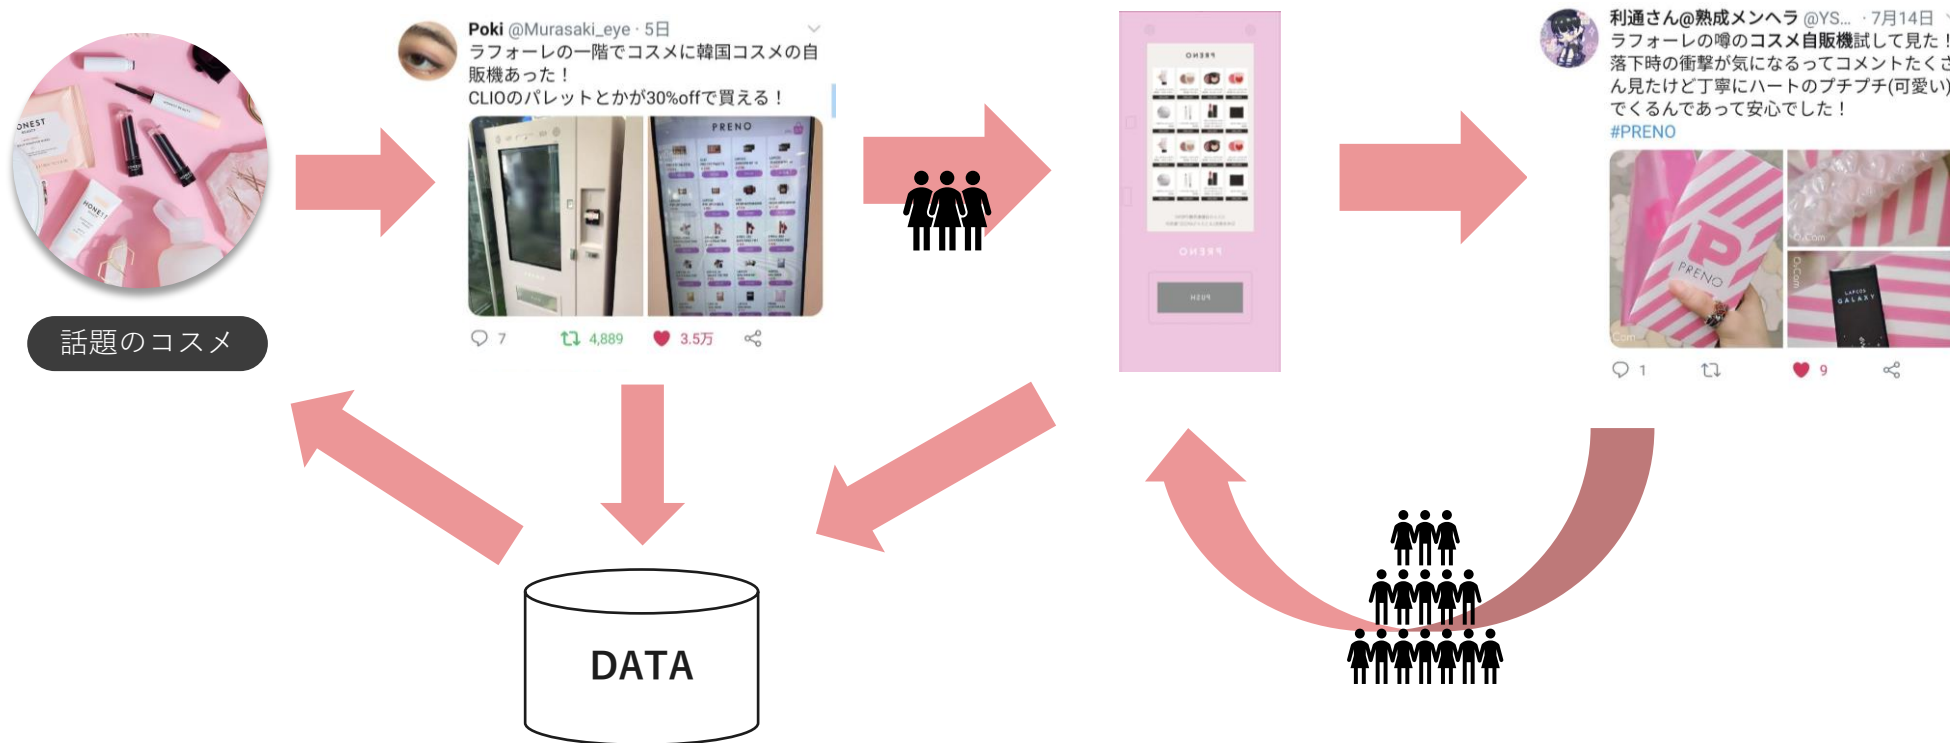 Poki @Murasaki_eye · 5日
ラフォーレの一階でコスメに韓国コスメの自
販機あった！
CLIOのパレットとかが30%offで買える！
PRENO
7
4,889
3.5万
ONEST
HONEST
話題のコスメ
PRENO
PRENO
PUSH
利通さん@熟成メンヘラ @YS... · 7月14日
ラフォーレの噂のコスメ自販機試して見た！
落下時の衝撃が気になるってコメントたくさ
ん見たけど丁寧にハートのプチプチ(可愛い)
でくるんであって安心でした！
#PRENO
P
PRENO
GALAXY
1
9
DATA